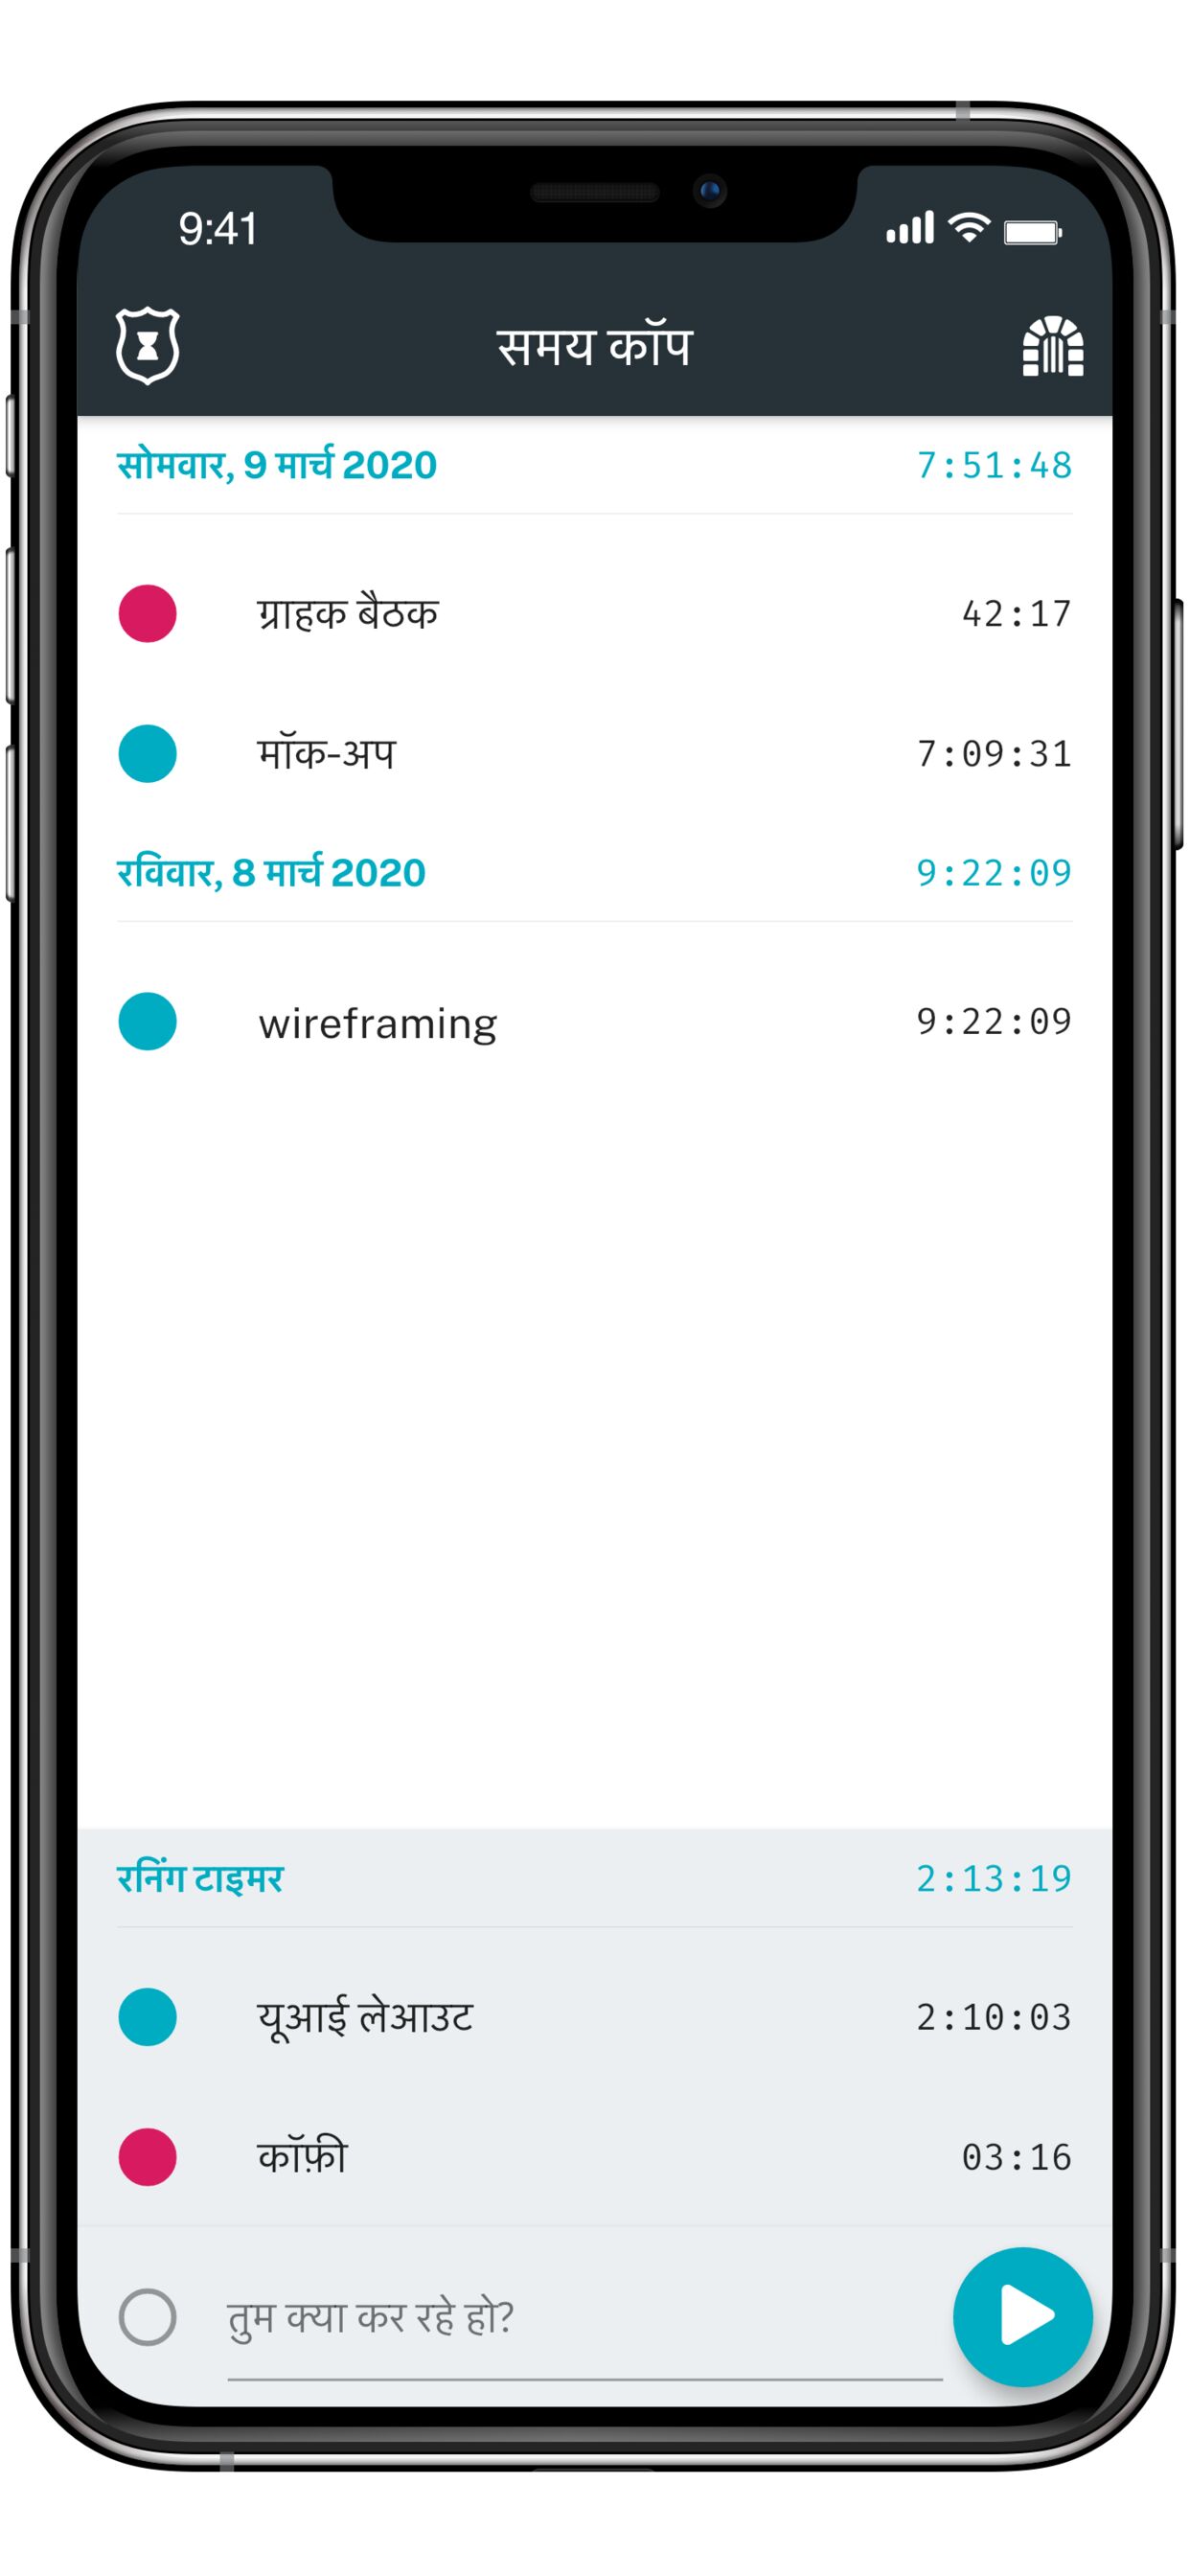 9:41
समय कॉप
सोमवार, 9 मार्च 2020 7:51:48
ग्राहक बैठक 42:17
मॉक-अप 7:09:31
रविवार, 8 मार्च 2020 9:22:09
wireframing 9:22:09
रनिंग टाइमर 2:13:19
यूआई लेआउट 2:10:03
कॉफ़ी 03:16
तुम क्या कर रहे हो?